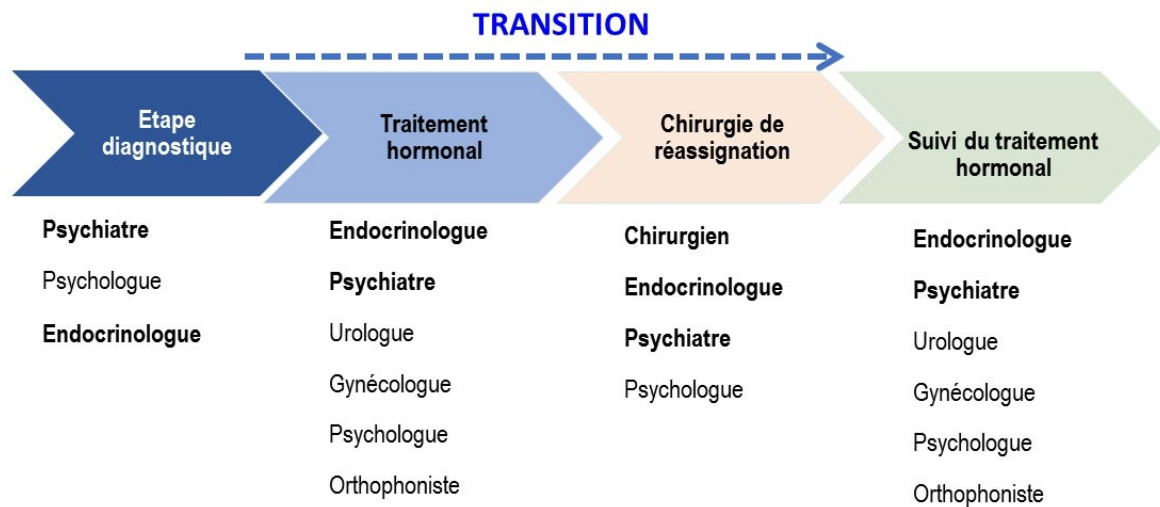 TRANSITION
Etape
diagnostique
Traitement
hormonal
Chirurgie de
réassignation
Suivi du traitement
hormonal
Psychiatre
Psychologue
Endocrinologue
Endocrinologue
Psychiatre
Urologue
Gynécologue
Psychologue
Orthophoniste
Chirurgien
Endocrinologue
Psychiatre
Psychologue
Endocrinologue
Psychiatre
Urologue
Gynécologue
Psychologue
Orthophoniste